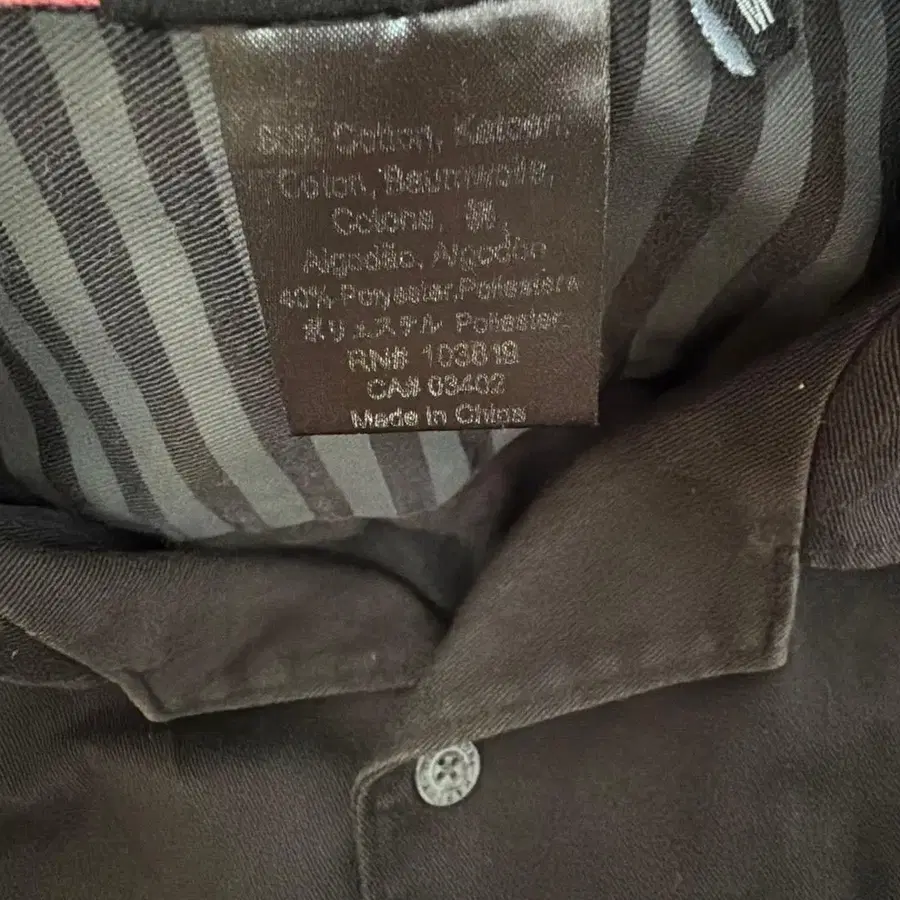 60% Cotton, Katoen,
Coton, Baumwolle,
Cotone, 綿,
Algodão, Algodón
40% Polyester, Poliestere
ポリエステル Poliester,
RN# 103819
CA# 03402
Made in China